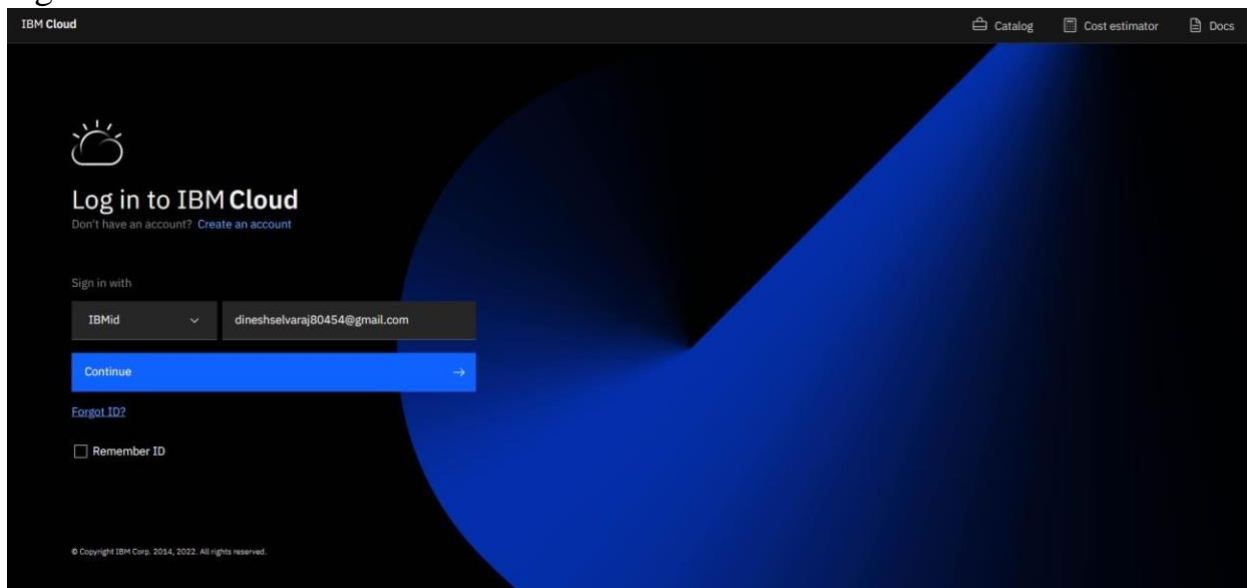 IBM Cloud
Catalog
Cost estimator
Docs
Log in to IBM Cloud
Don't have an account? Create an account
Sign in with
IBMid
dineshselvaraj80454@gmail.com
Continue
Forgot ID?
Remember ID
© Copyright IBM Corp. 2014, 2022. All rights reserved.